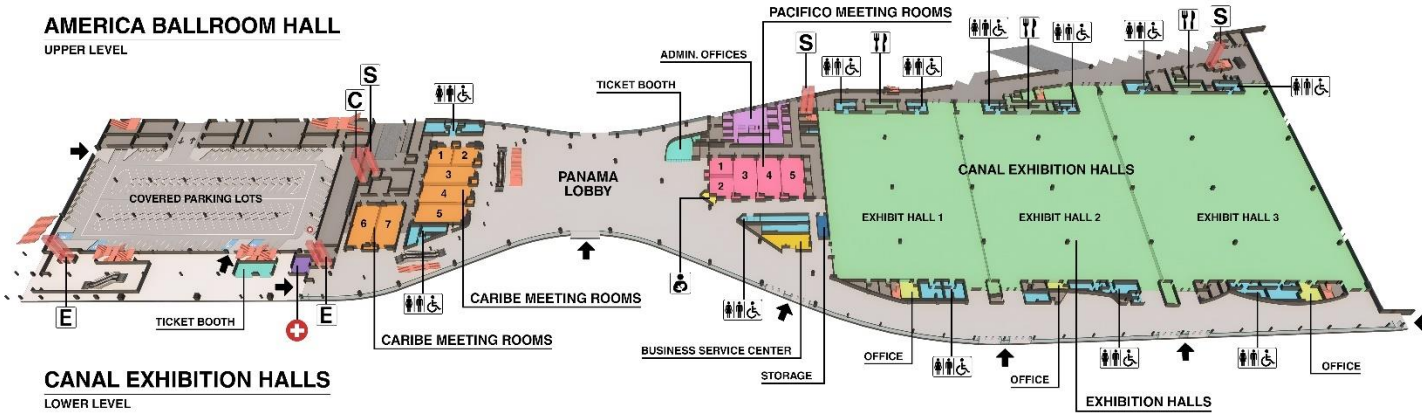 AMERICA BALLROOM HALL
UPPER LEVEL
PACIFICO MEETING ROOMS
ADMIN. OFFICES
TICKET BOOTH
S
S
S
C
1 2
3
4
5
6 7
COVERED PARKING LOTS
PANAMA
LOBBY
1
2
3 4 5
CANAL EXHIBITION HALLS
EXHIBIT HALL 1
EXHIBIT HALL 2
EXHIBIT HALL 3
E
E
TICKET BOOTH
CARIBE MEETING ROOMS
CARIBE MEETING ROOMS
BUSINESS SERVICE CENTER
STORAGE
OFFICE
OFFICE
OFFICE
EXHIBITION HALLS
CANAL EXHIBITION HALLS
LOWER LEVEL